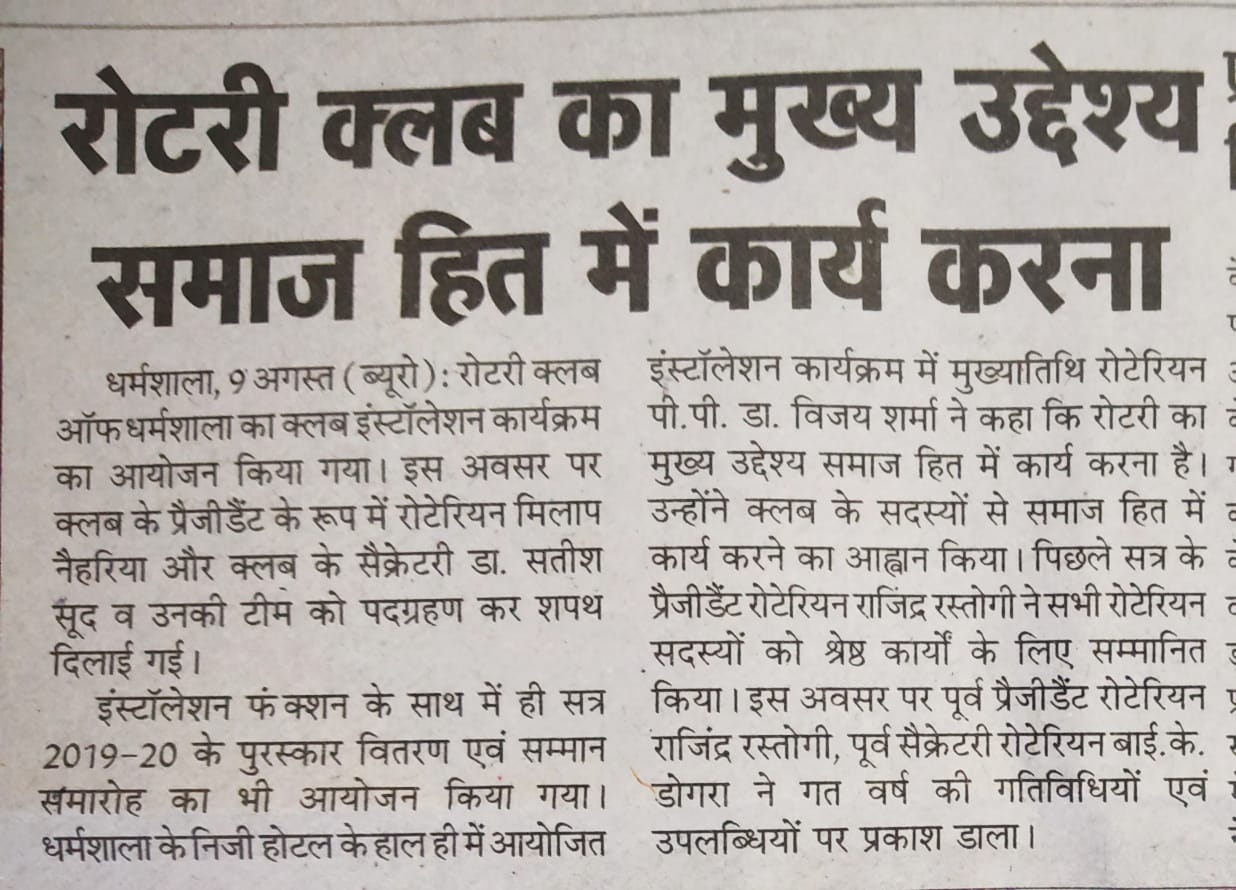 रोटरी क्लब का मुख्य उद्देश्य
समाज हित में कार्य करना
धर्मशाला, 9 अगस्त (ब्यूरो): रोटरी क्लब
ऑफ धर्मशाला का क्लब इंस्टॉलेशन कार्यक्रम
का आयोजन किया गया। इस अवसर पर
क्लब के प्रैजीडैंट के रूप में रोटेरियन मिलाप
नैहरिया और क्लब के सैक्रेटरी डा. सतीश
सूद व उनकी टीम को पदग्रहण कर शपथ
दिलाई गई।
इंस्टॉलेशन फंक्शन के साथ में ही सत्र
2019-20 के पुरस्कार वितरण एवं सम्मान
समारोह का भी आयोजन किया गया।
धर्मशाला के निजी होटल के हाल ही में आयोजित
इंस्टॉलेशन कार्यक्रम में मुख्यातिथि रोटेरियन
पी.पी. डा. विजय शर्मा ने कहा कि रोटरी का
मुख्य उद्देश्य समाज हित में कार्य करना है।
उन्होंने क्लब के सदस्यों से समाज हित में
कार्य करने का आह्वान किया। पिछले सत्र के
प्रैजीडैंट रोटेरियन राजिंद्र रस्तोगी ने सभी रोटेरियन
सदस्यों को श्रेष्ठ कार्यों के लिए सम्मानित
किया। इस अवसर पर पूर्व प्रैजीडैंट रोटेरियन
राजिंद्र रस्तोगी, पूर्व सैक्रेटरी रोटेरियन बाई.के.
डोगरा ने गत वर्ष की गतिविधियों एवं
उपलब्धियों पर प्रकाश डाला।